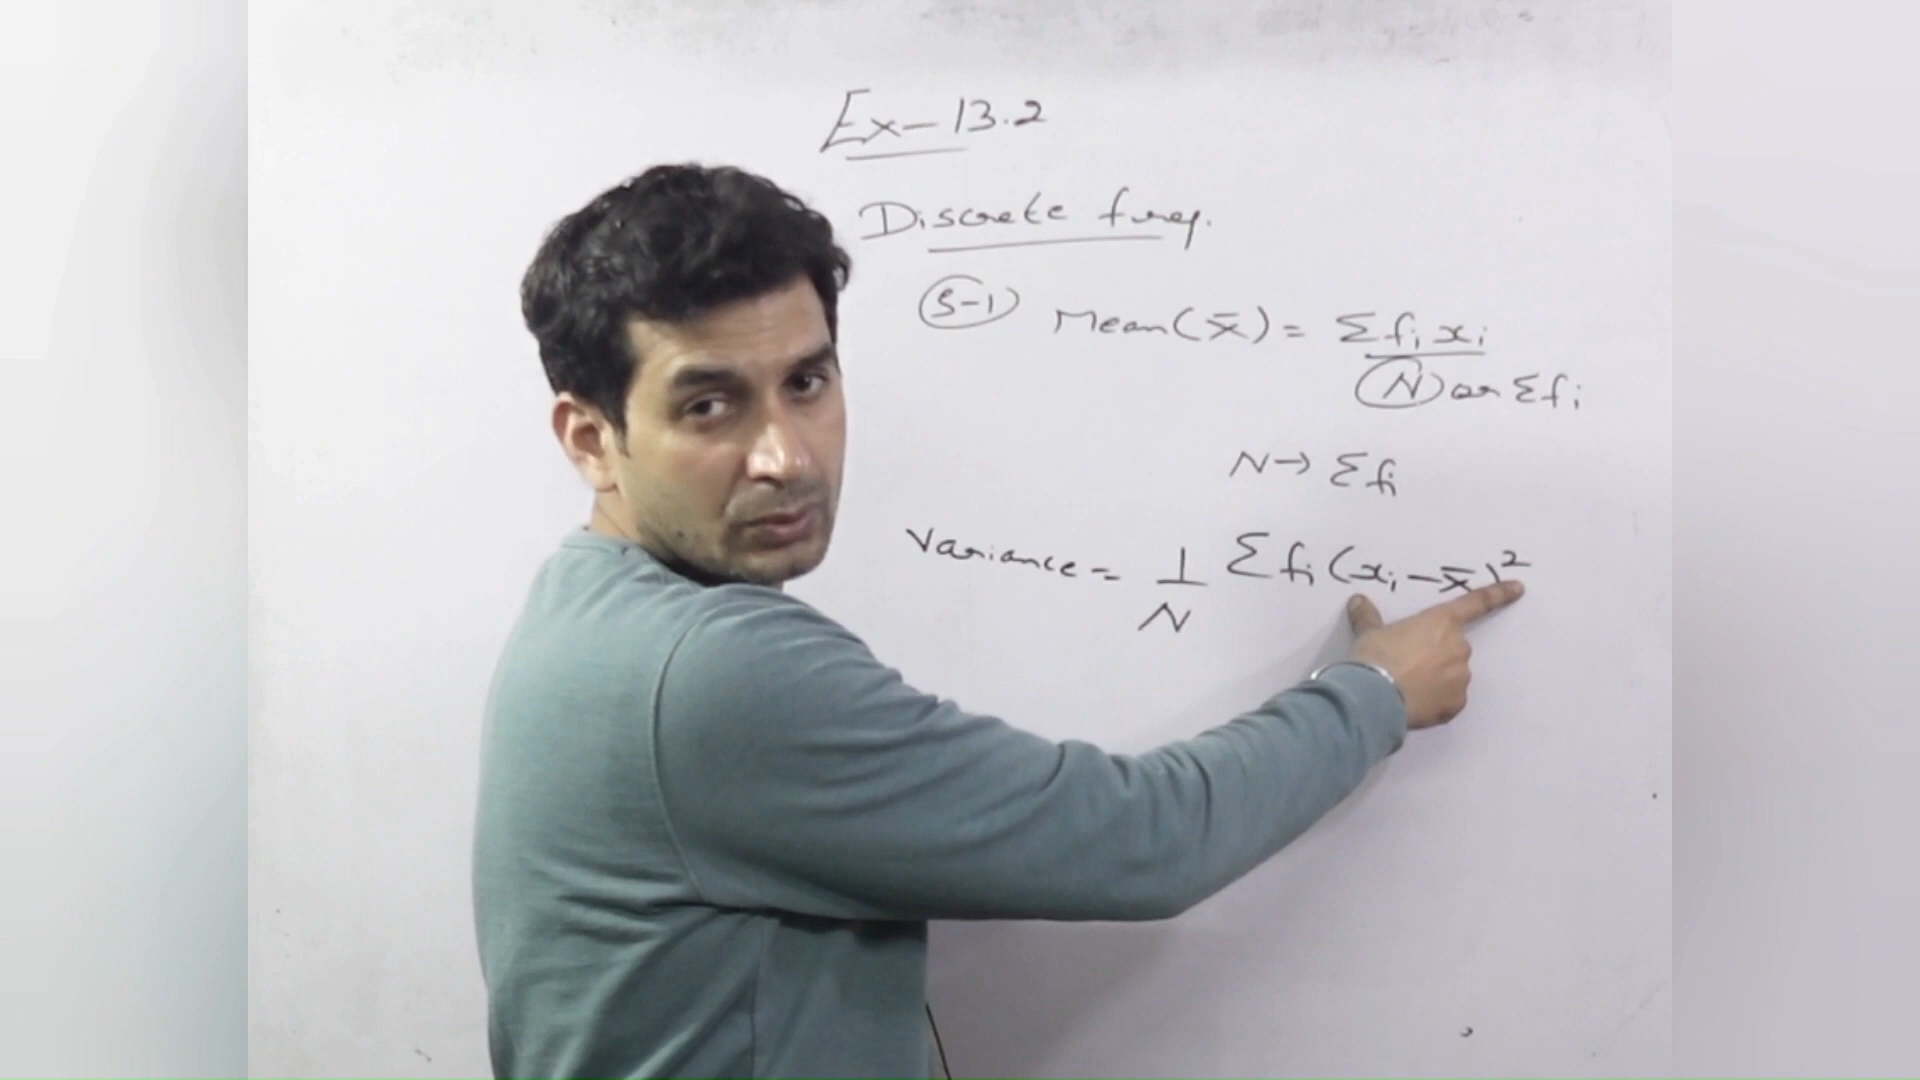 Ex-13.2
Discrete freq.
S-1 Mean(x̄) = Σfixi
N or Σfi
N→ Σfi
Variance = 1/N Σfi(xi-x̄)²